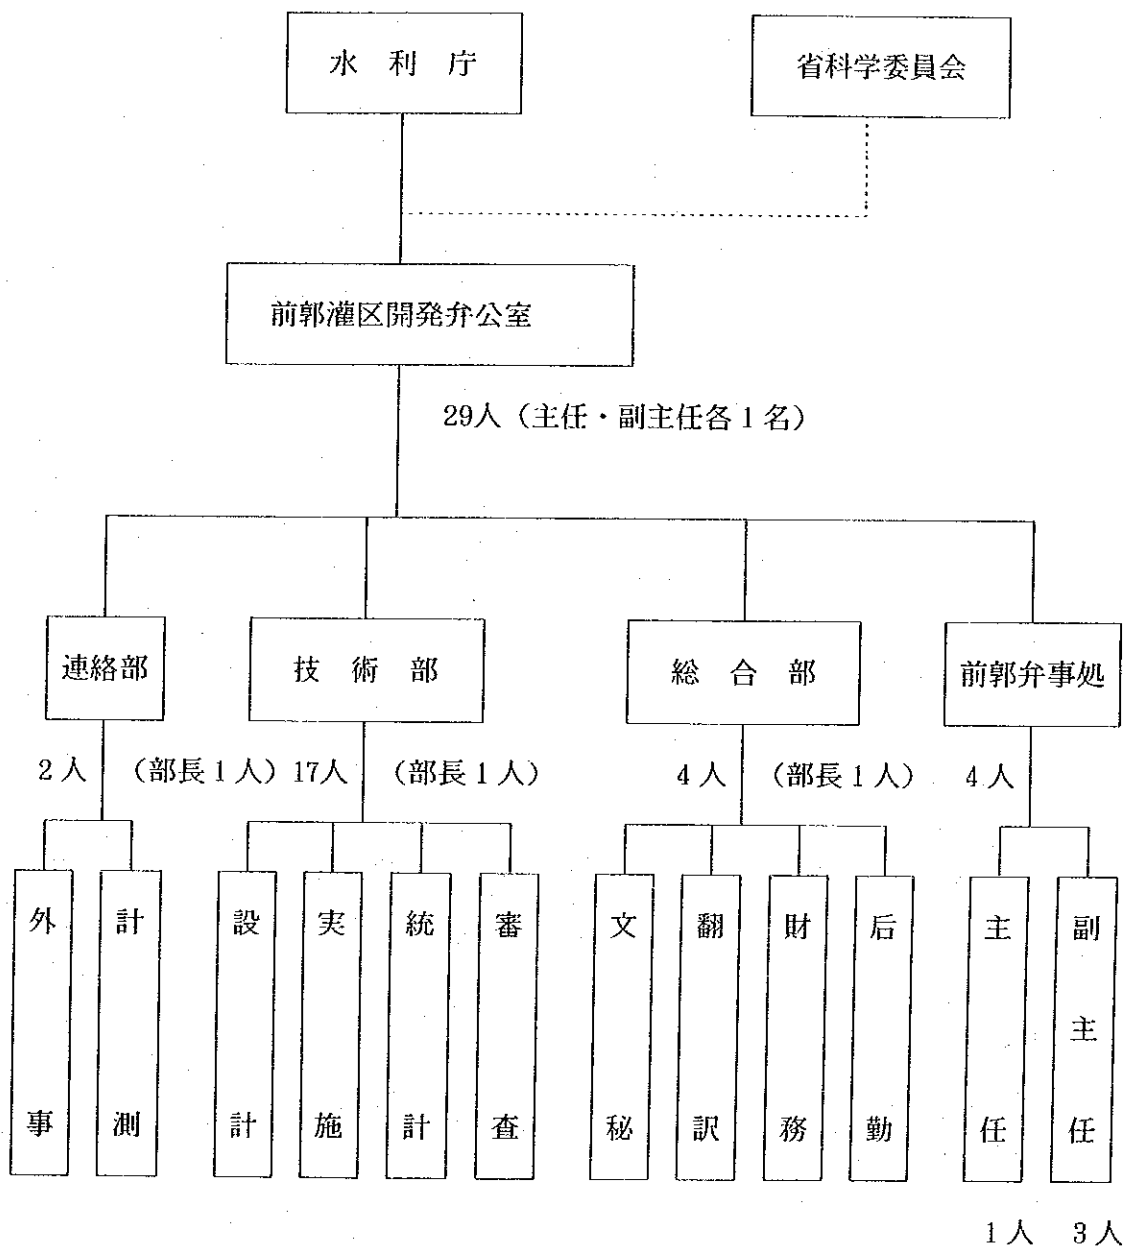 水利庁
省科学委員会
前郭灌区開発弁公室
29人（主任・副主任各1名）
連絡部
技術部
総合部
前郭弁事処
2人（部長1人）
17人（部長1人）
4人（部長1人）
4人
外事
計測
設計
実施
統計
審査
文秘
翻訳
財務
后勤
主任
副主任
1人
3人